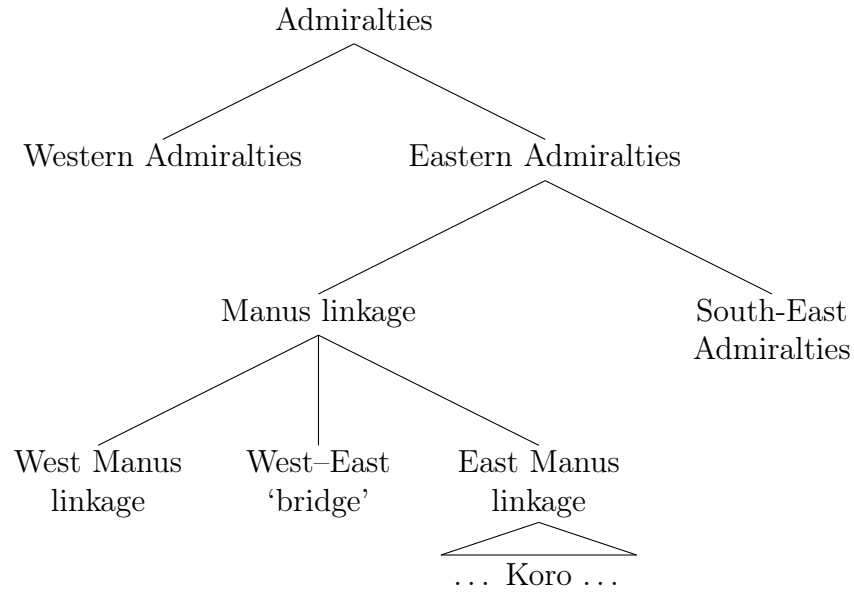 Admiralties
Western Admiralties
Eastern Admiralties
Manus linkage
South-East
Admiralties
West Manus
linkage
West–East
‘bridge’
East Manus
linkage
… Koro …